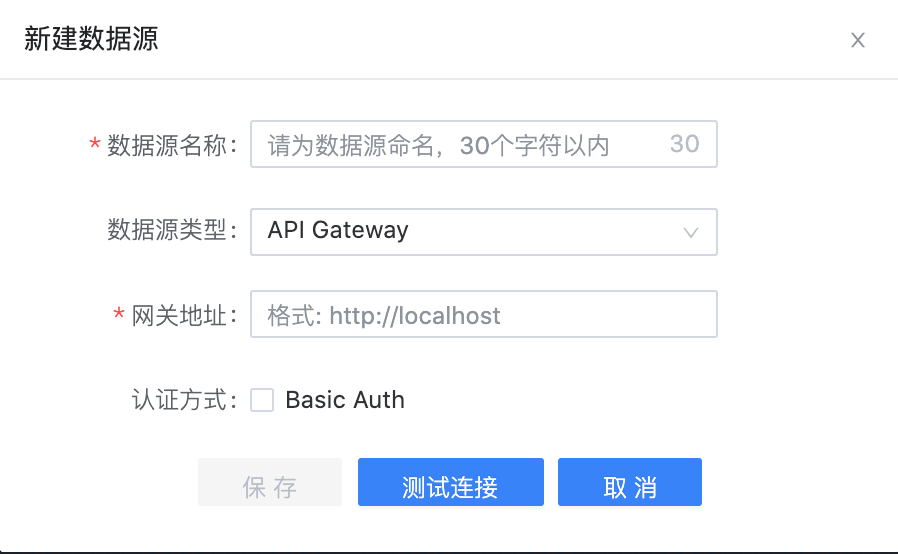 新建数据源
* 数据源名称： 请为数据源命名，30个字符以内 30
数据源类型： API Gateway
* 网关地址： 格式: http://localhost
认证方式： Basic Auth
保 存 测试连接 取 消